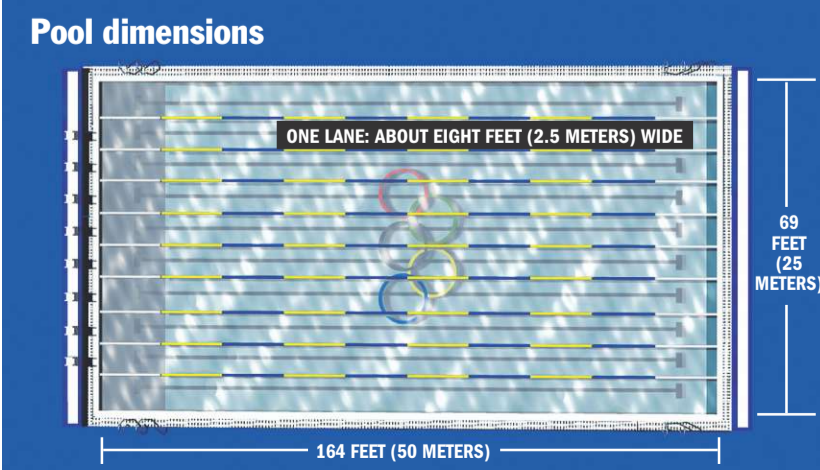 Pool dimensions
ONE LANE: ABOUT EIGHT FEET (2.5 METERS) WIDE
69
FEET
(25
METERS)
164 FEET (50 METERS)